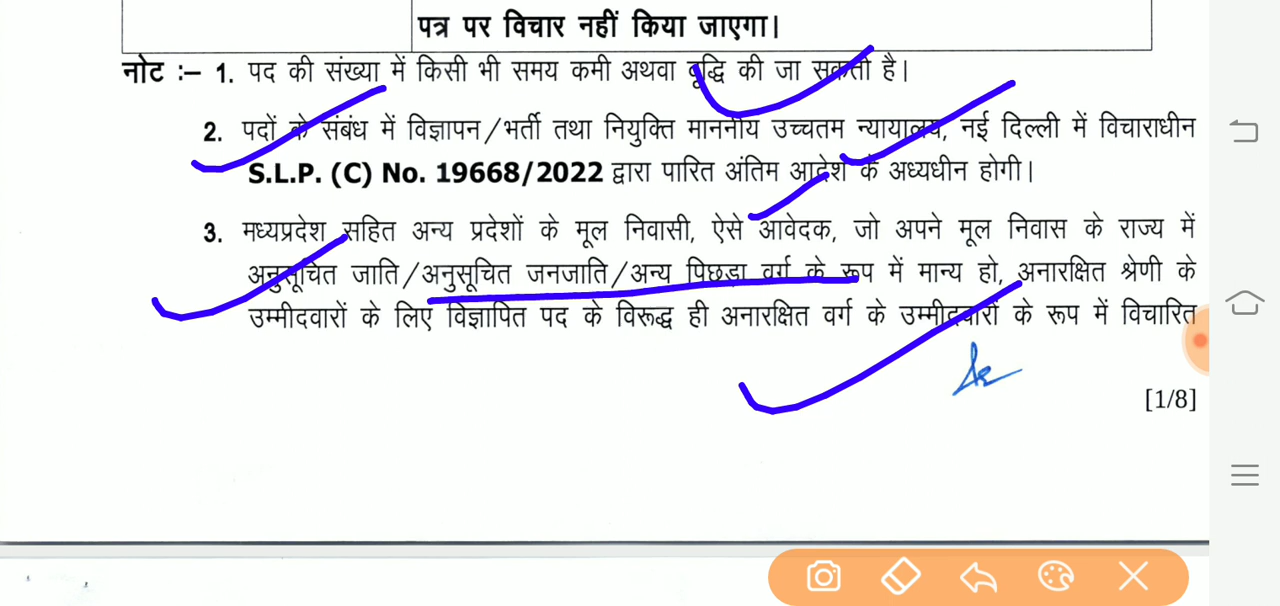 पत्र पर विचार नहीं किया जाएगा।
नोट :– 1. पद की संख्या में किसी भी समय कमी अथवा वृद्धि की जा सकती है।
2. पदों के संबंध में विज्ञापन/भर्ती तथा नियुक्ति माननीय उच्चतम न्यायालय, नई दिल्ली में विचाराधीन
S.L.P. (C) No. 19668/2022 द्वारा पारित अंतिम आदेश के अध्यधीन होगी।
3. मध्यप्रदेश सहित अन्य प्रदेशों के मूल निवासी, ऐसे आवेदक, जो अपने मूल निवास के राज्य में
अनुसूचित जाति/अनुसूचित जनजाति/अन्य पिछड़ा वर्ग के रूप में मान्य हो, अनारक्षित श्रेणी के
उम्मीदवारों के लिए विज्ञापित पद के विरूद्ध ही अनारक्षित वर्ग के उम्मीदवारों के रूप में विचारित
[1/8]